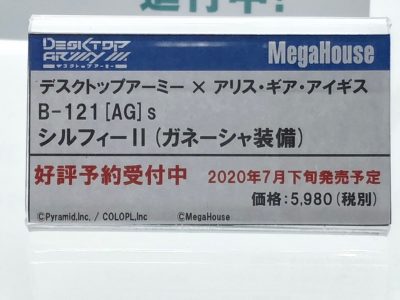 進行中!
DESKTOP ARMY
デスクトップアーミー
MegaHouse
デスクトップアーミー × アリス・ギア・アイギス
B-121[AG]s
シルフィーⅡ(ガネーシャ装備)
好評予約受付中 2020年7月下旬発売予定
価格:5,980(税別)
©Pyramid,Inc. / COLOPL,Inc ©MegaHouse